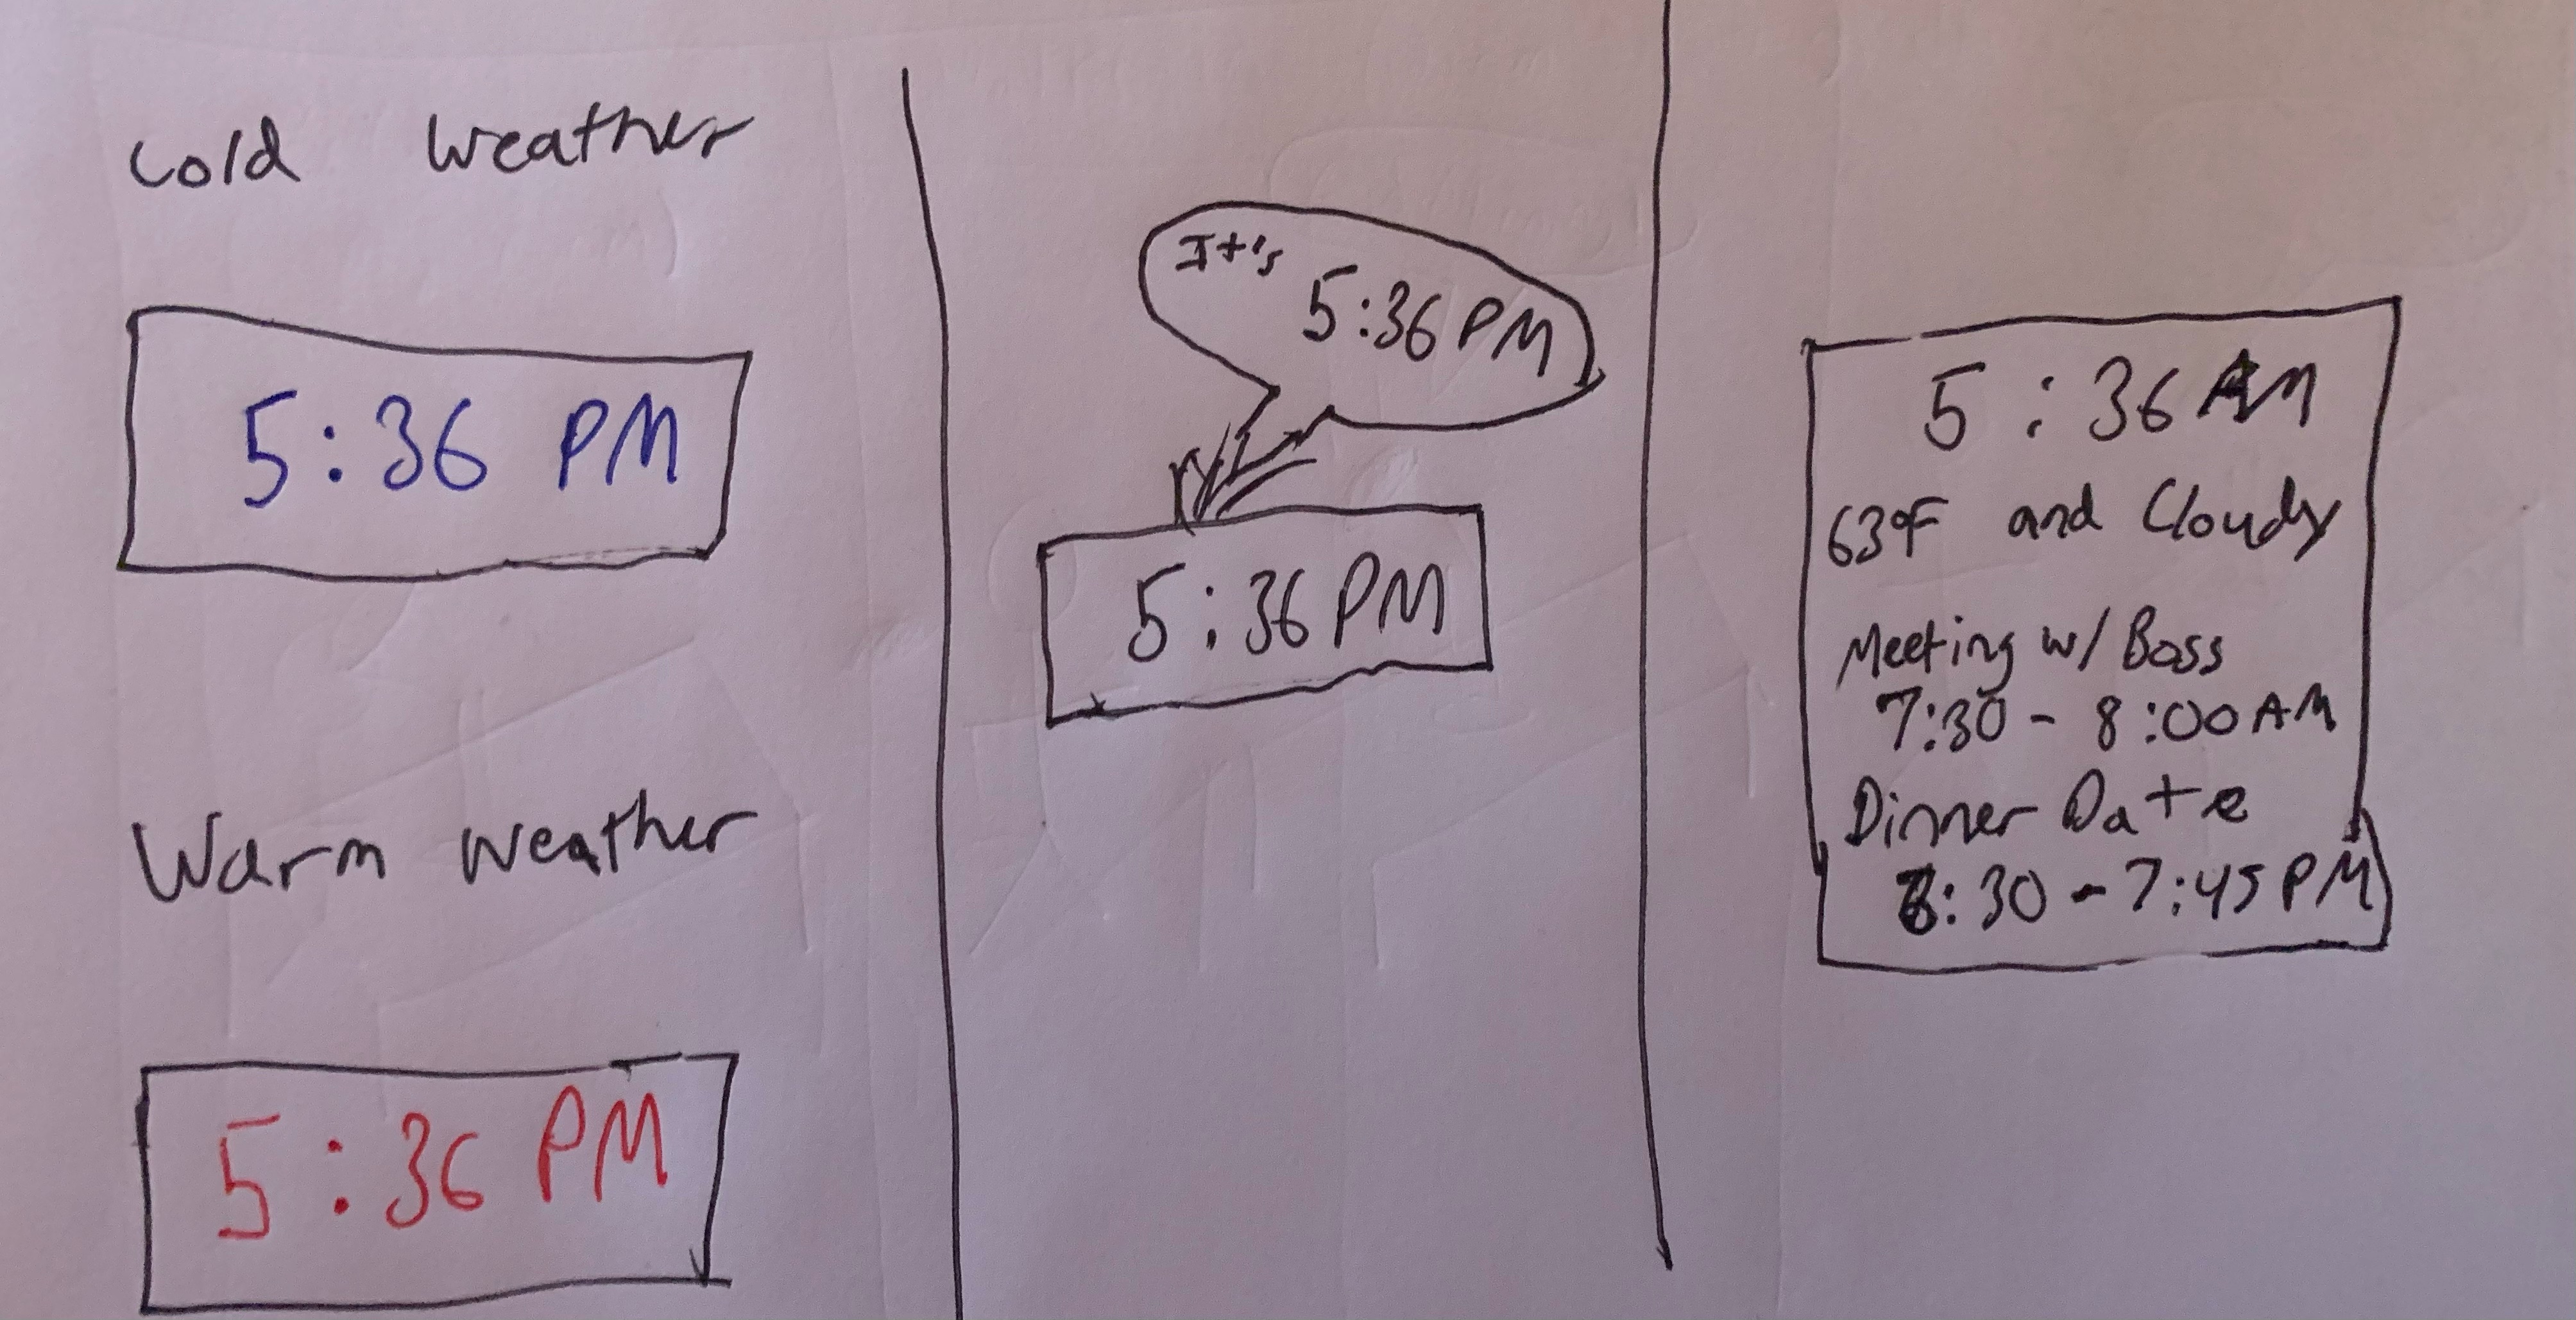 Cold Weather
5:36 PM
Warm Weather
5:36 PM
It's 5:36 PM
5:36 PM
5:36 AM
63°F and Cloudy
Meeting w/ Boss
7:30 - 8:00 AM
Dinner Date
6:30 - 7:45 PM